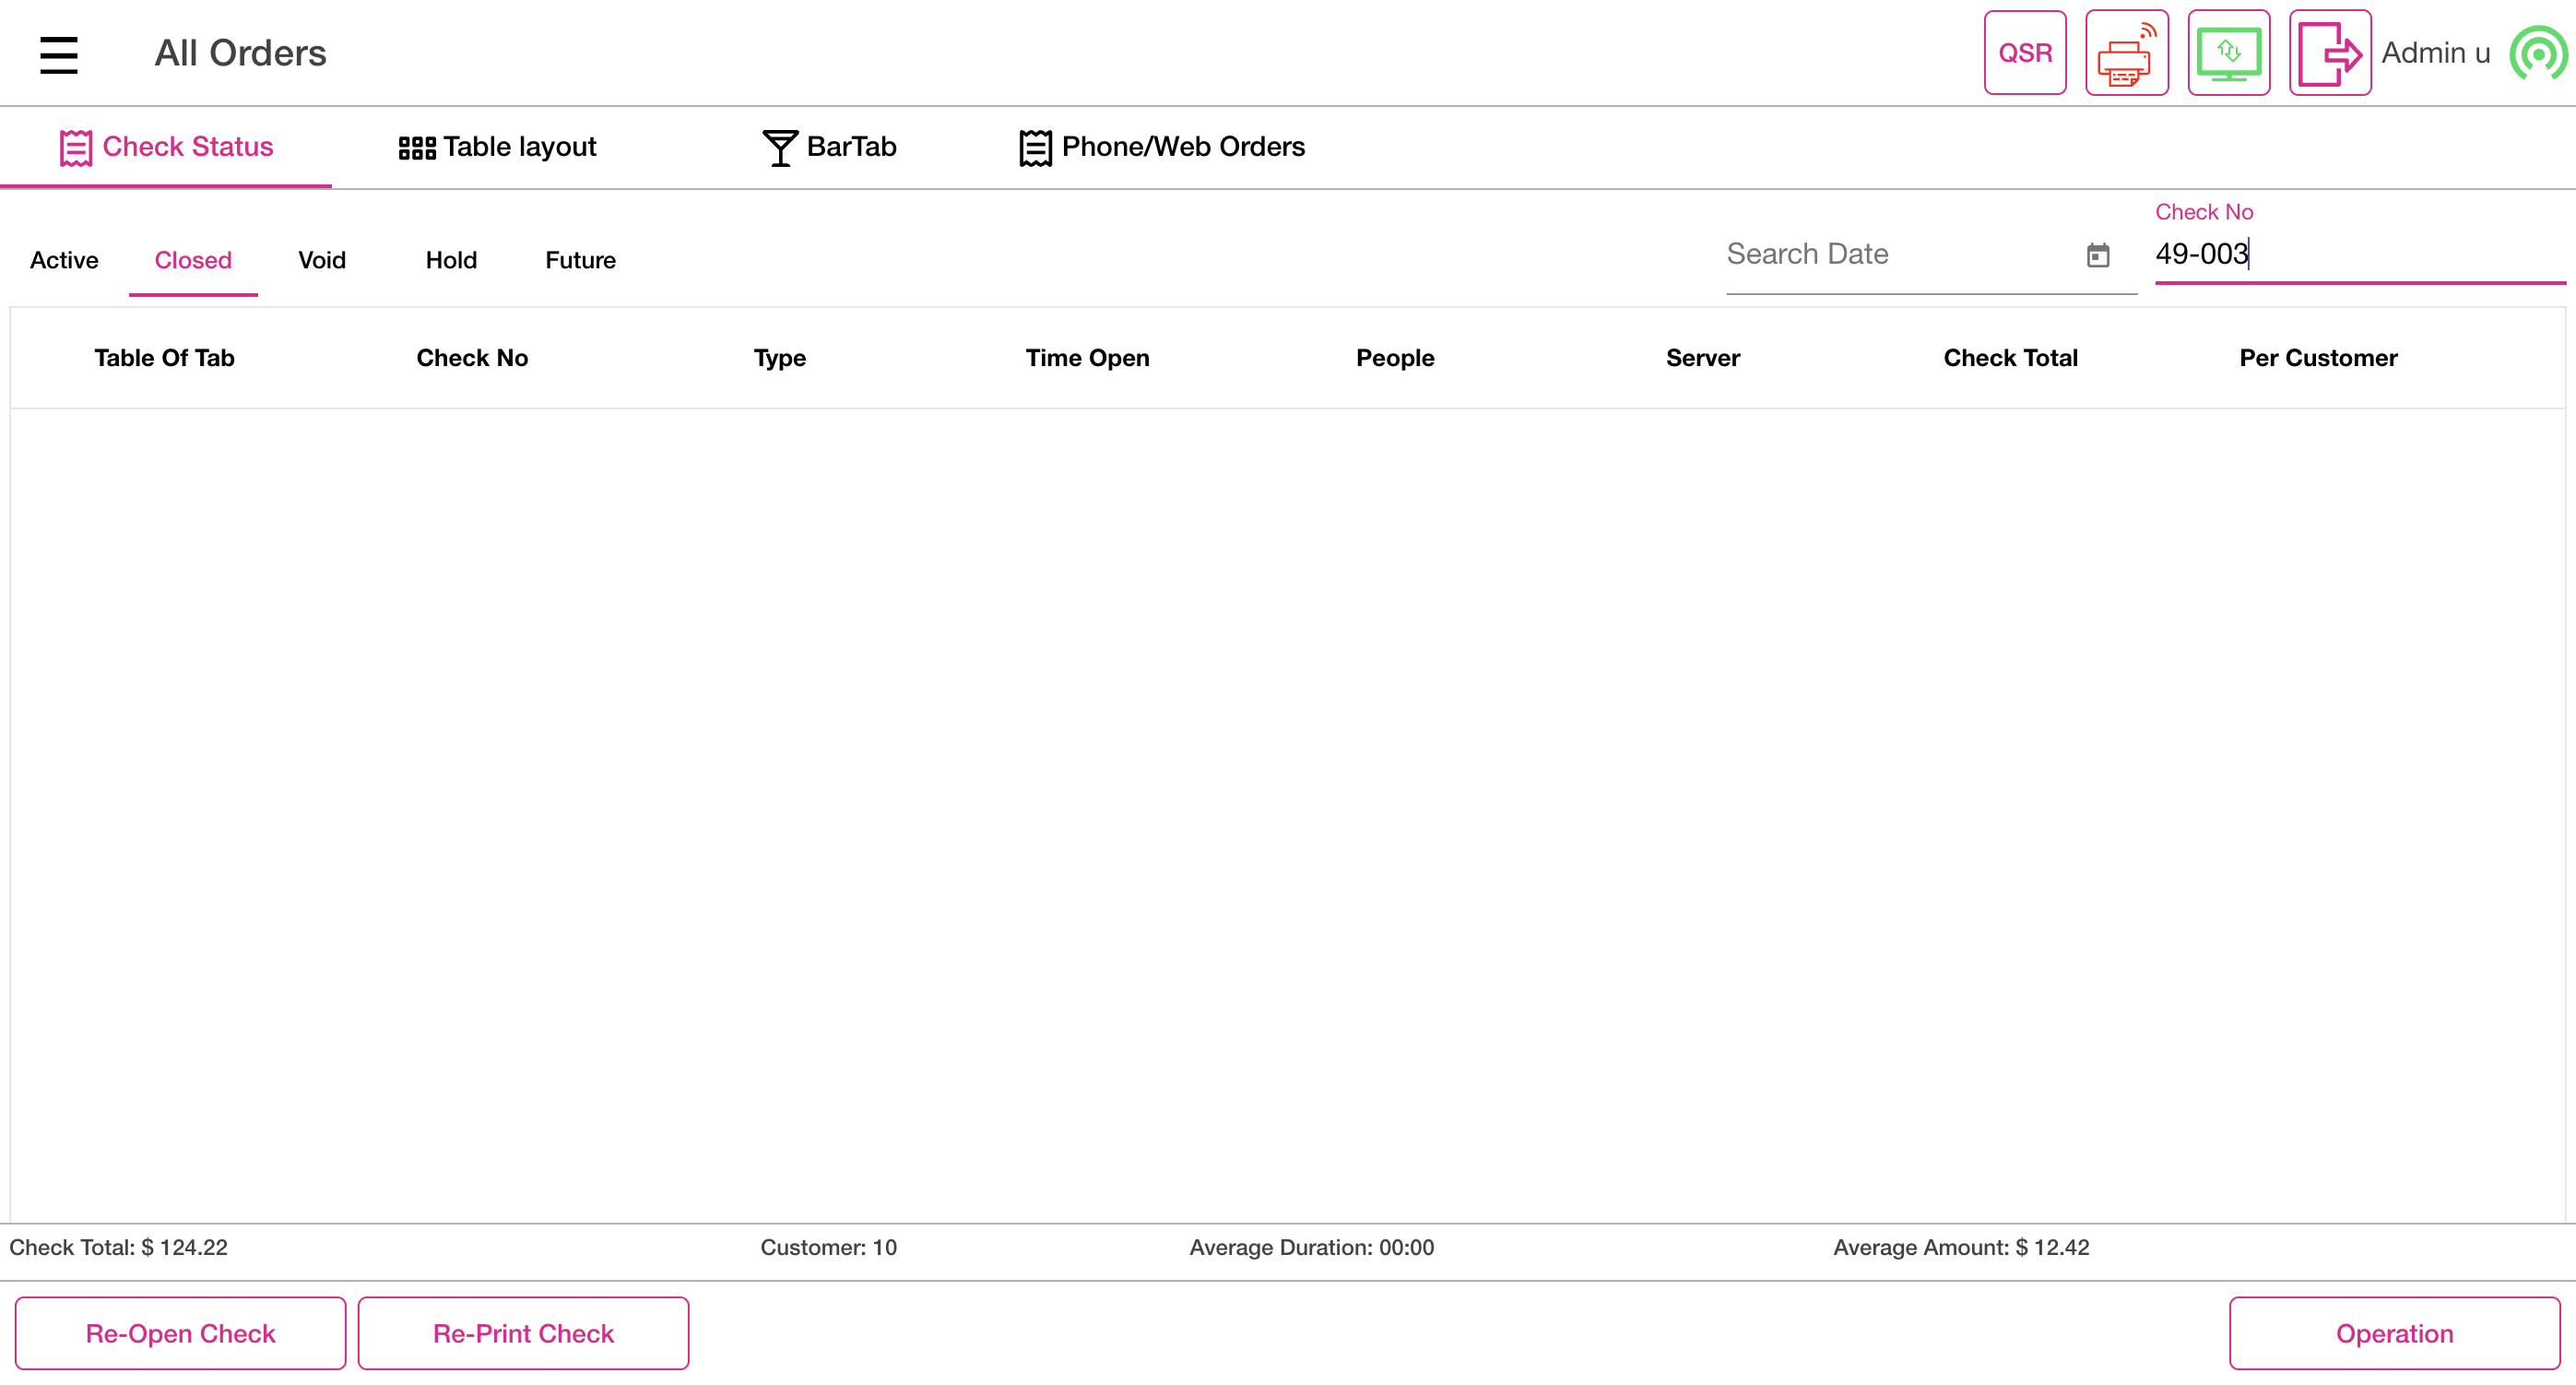 All Orders
QSR
Admin u
Check Status
Table layout
BarTab
Phone/Web Orders
Active
Closed
Void
Hold
Future
Search Date
Check No
49-003
Table Of Tab
Check No
Type
Time Open
People
Server
Check Total
Per Customer
Check Total: $ 124.22
Customer: 10
Average Duration: 00:00
Average Amount: $ 12.42
Re-Open Check
Re-Print Check
Operation